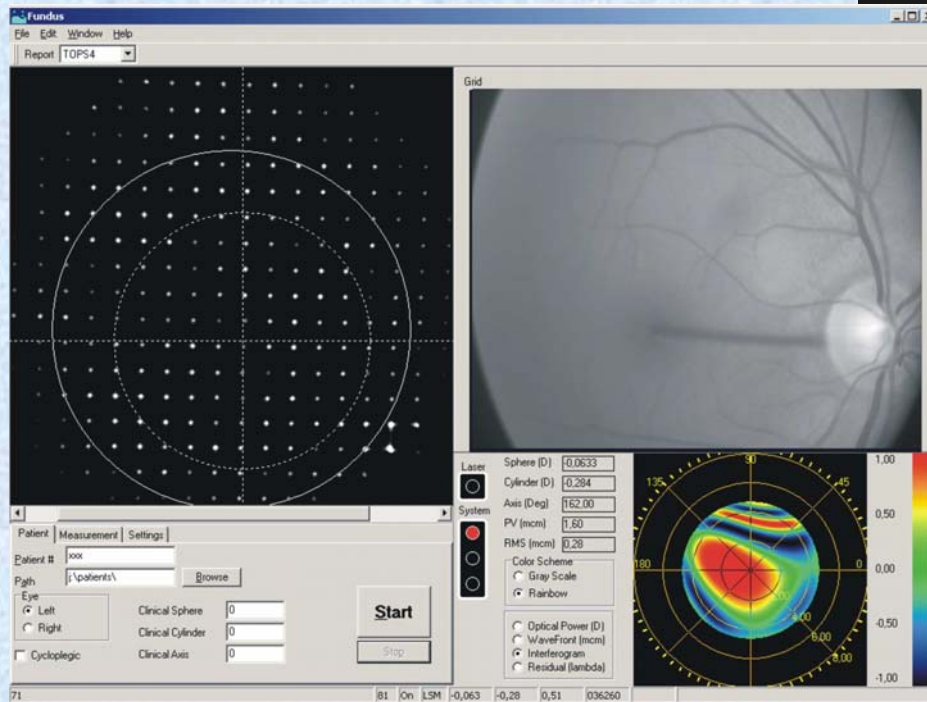 Fundus
File Edit Window Help
Report TOPS4
Grid
Patient Measurement Settings
Patient # xxx
Path j:\patients\ Browse
Eye
Left
Right
Cycloplegic
Clinical Sphere 0
Clinical Cylinder 0
Clinical Axis 0
Start
Stop
Laser
System
Sphere (D) -0,0633
Cylinder (D) -0,284
Axis (Deg) 162,00
PV (mcm) 1,60
RMS (mcm) 0,28
Color Scheme
Gray Scale
Rainbow
Optical Power (D)
WaveFront (mcm)
Interferogram
Residual (lambda)
90
135 45
180 0
4,00
6,00
8,00
1,00
0,50
0,00
-0,50
-1,00
71 81 On LSM -0,063 -0,28 0,51 036260